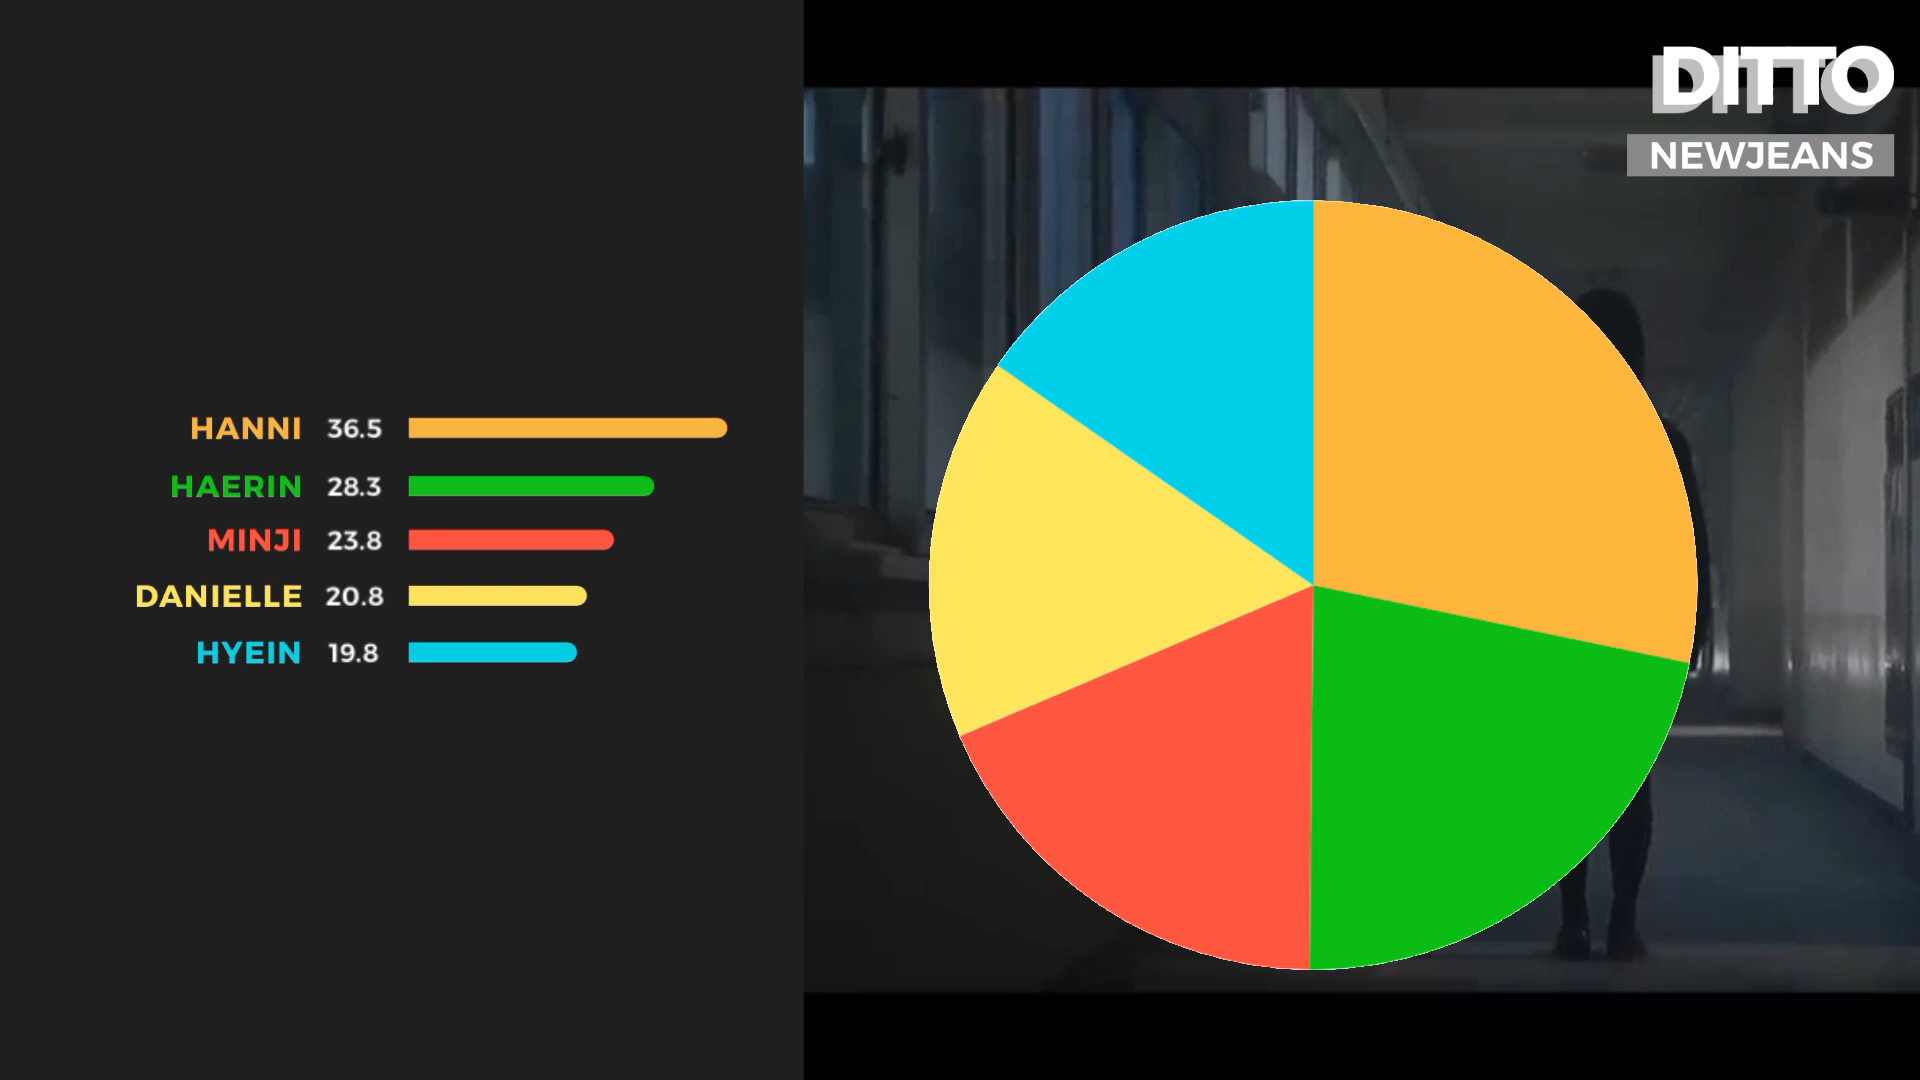 DITTO
NEWJEANS
HANNI 36.5
HAERIN 28.3
MINJI 23.8
DANIELLE 20.8
HYEIN 19.8